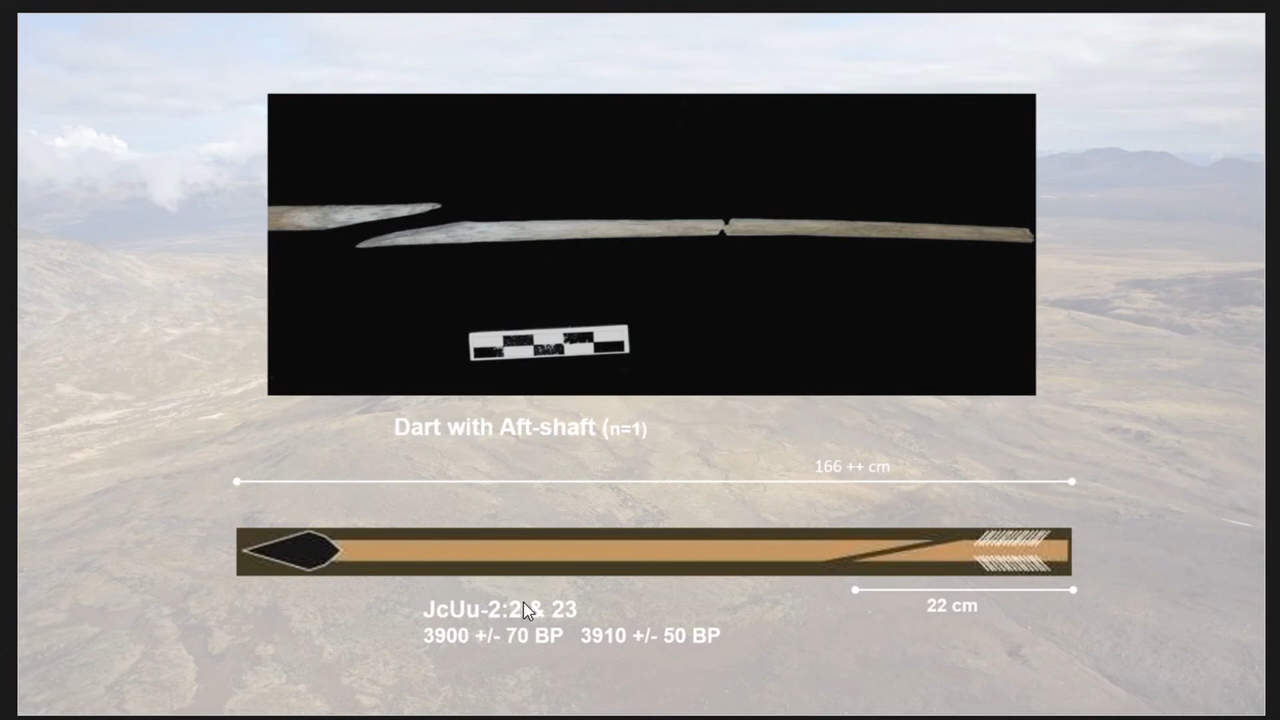 Dart with Aft-shaft (n=1)
166 ++ cm
22 cm
JcUu-2:2 & 23
3900 +/- 70 BP 3910 +/- 50 BP